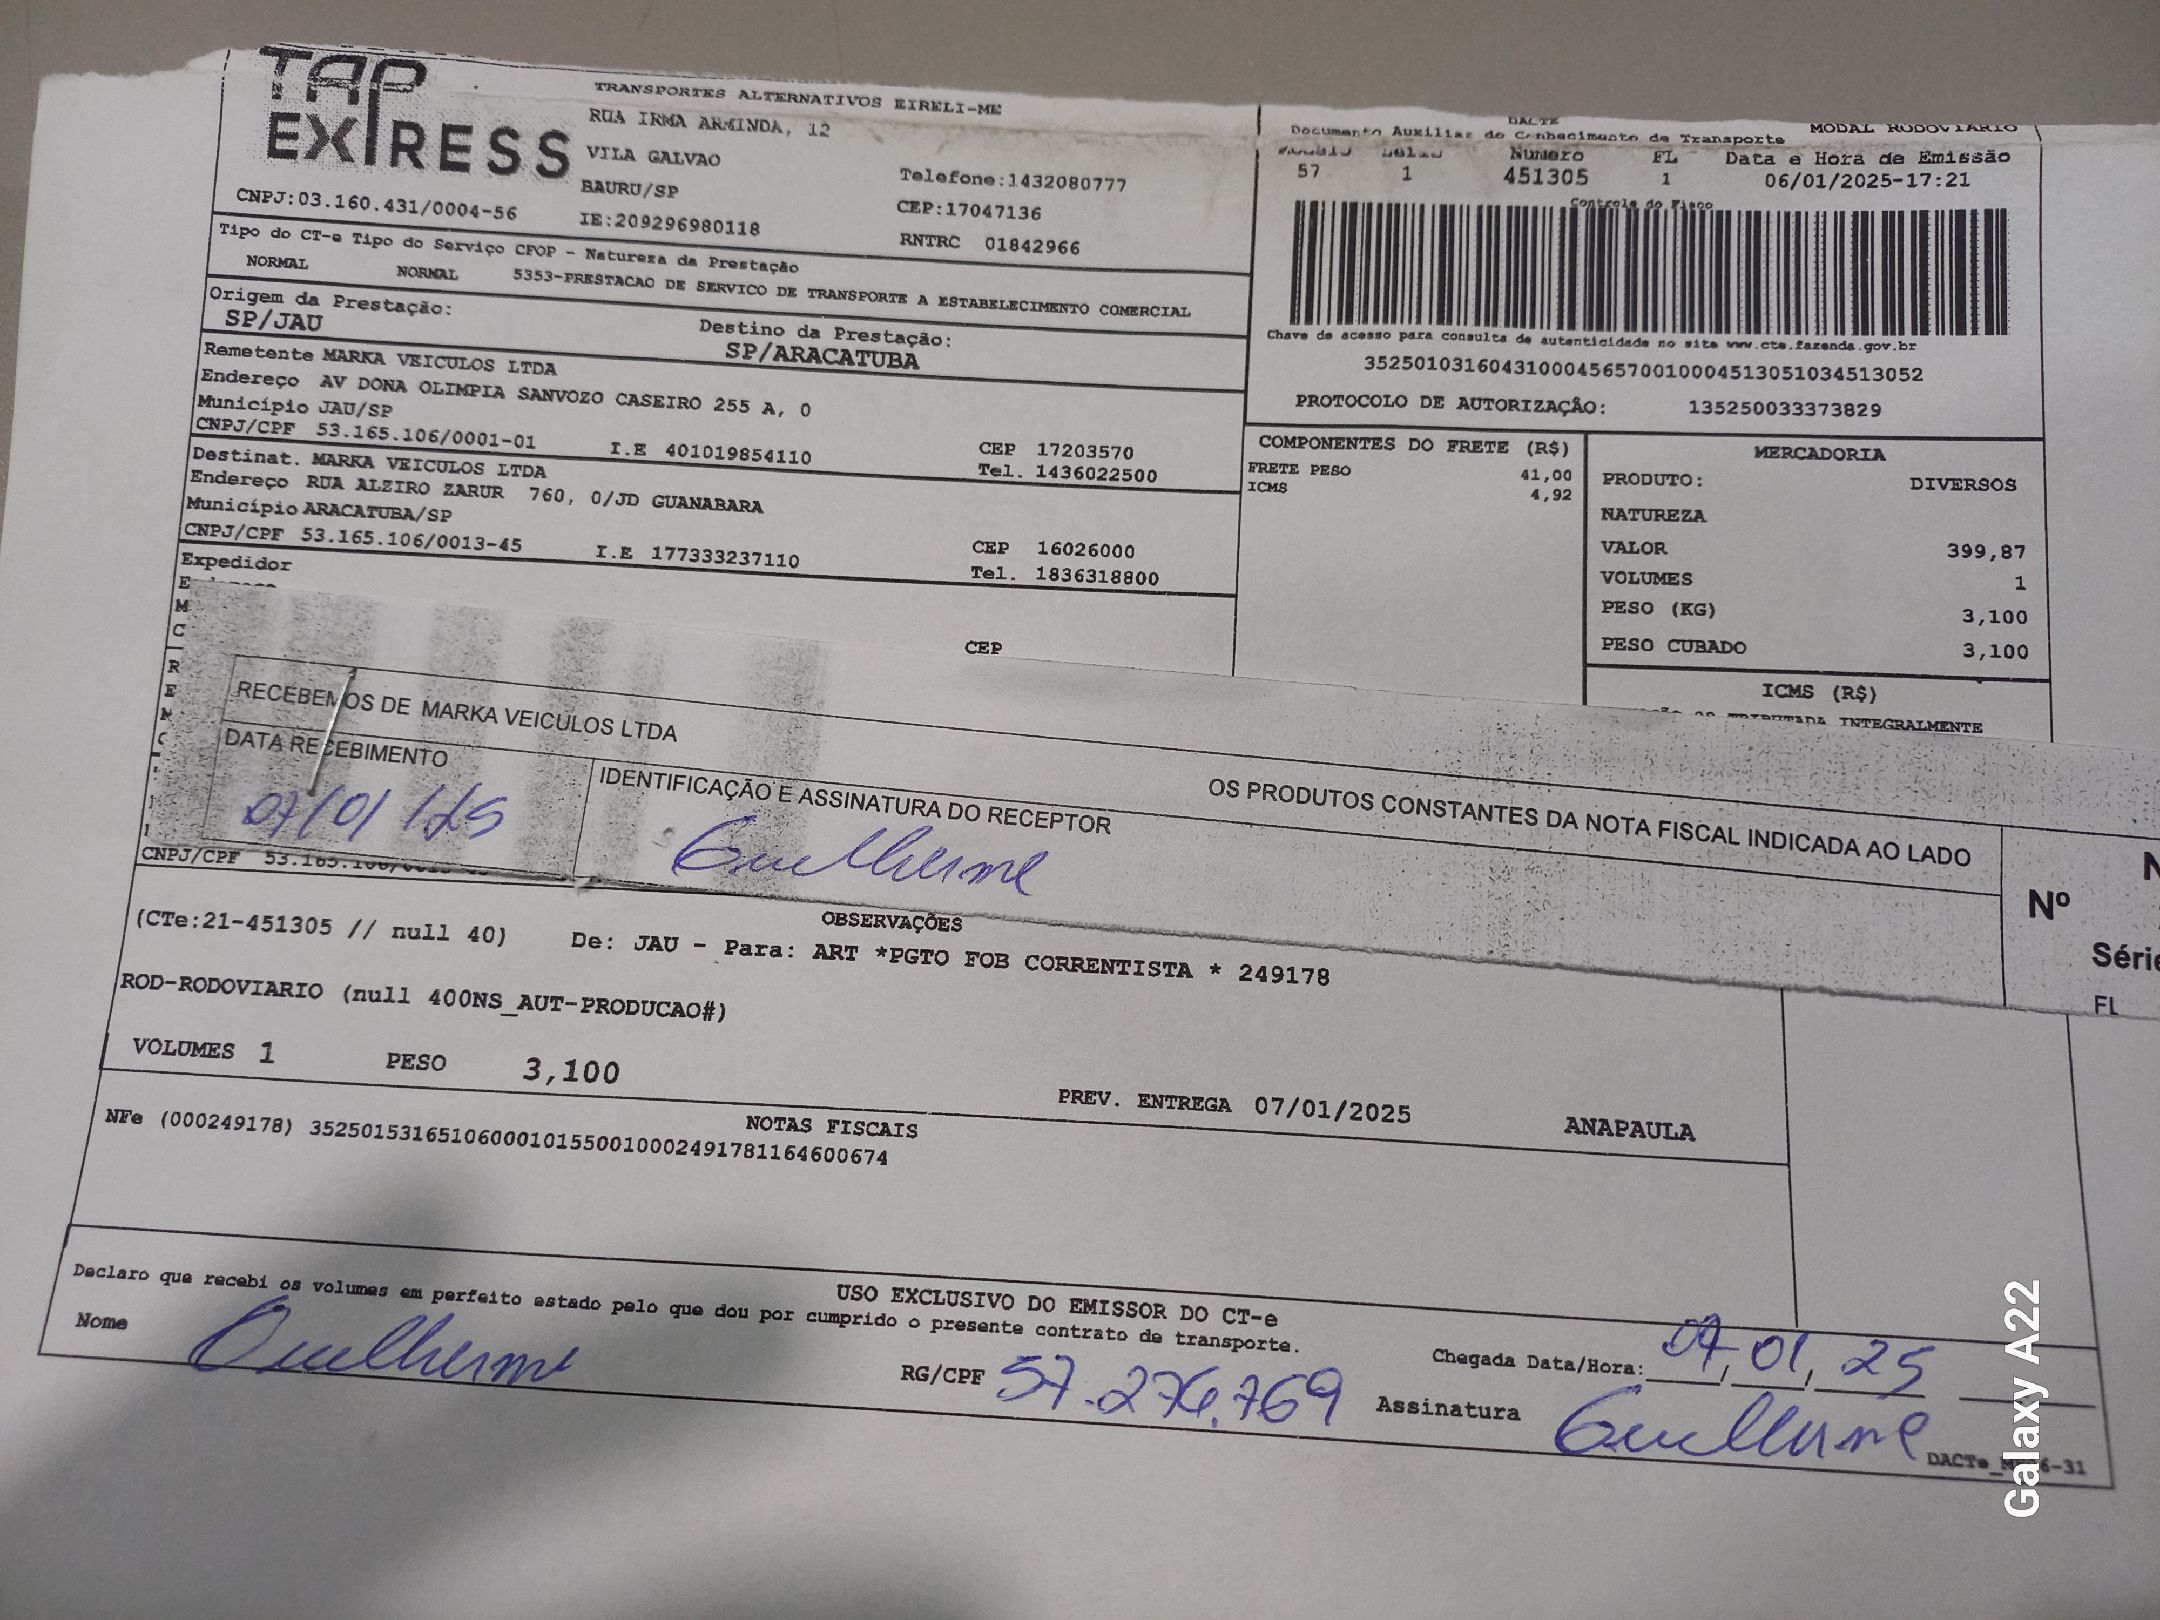 TAP EXPRESS
TRANSPORTES ALTERNATIVOS EIRELI-ME
RUA IRMA ARMINDA, 12
VILA GALVAO
BAURU/SP
Telefone:1432080777
CEP:17047136
CNPJ:03.160.431/0004-56
IE:209296980118
RNTRC 01842966
DACTE
Documento Auxiliar do Conhecimento de Transporte
MODAL RODOVIARIO
Número FL Data e Hora de Emissão
57 1 451305 1 06/01/2025-17:21
Controle do Fisco
Tipo do CT-e Tipo do Serviço CFOP - Natureza da Prestação
NORMAL NORMAL 5353-PRESTACAO DE SERVICO DE TRANSPORTE A ESTABELECIMENTO COMERCIAL
Origem da Prestação: Destino da Prestação:
SP/JAU SP/ARACATUBA
Chave de acesso para consulta de autenticidade no site www.cte.fazenda.gov.br
35250103160431000456570010004513051034513052
PROTOCOLO DE AUTORIZAÇÃO: 135250033373829
Remetente MARKA VEICULOS LTDA
Endereço AV DONA OLIMPIA SANVOZO CASEIRO 255 A, 0
Município JAU/SP CEP 17203570
CNPJ/CPF 53.165.106/0001-01 I.E 401019854110 Tel. 1436022500
Destinat. MARKA VEICULOS LTDA
Endereço RUA ALZIRO ZARUR 760, 0/JD GUANABARA
Município ARACATUBA/SP CEP 16026000
CNPJ/CPF 53.165.106/0013-45 I.E 177333237110 Tel. 1836318800
Expedidor
CEP
COMPONENTES DO FRETE (R$)
FRETE PESO 41,00
ICMS 4,92
MERCADORIA
PRODUTO: DIVERSOS
NATUREZA
VALOR 399,87
VOLUMES 1
PESO (KG) 3,100
PESO CUBADO 3,100
ICMS (R$)
TRIBUTADA INTEGRALMENTE
RECEBEMOS DE MARKA VEICULOS LTDA
OS PRODUTOS CONSTANTES DA NOTA FISCAL INDICADA AO LADO
DATA RECEBIMENTO
07/01/25
IDENTIFICAÇÃO E ASSINATURA DO RECEPTOR
Guilherme
Nº
Série
FL
CNPJ/CPF
OBSERVAÇÕES
(CTe:21-451305 // null 40) De: JAU - Para: ART *PGTO FOB CORRENTISTA * 249178
ROD-RODOVIARIO (null 400NS_AUT-PRODUCAO#)
VOLUMES 1 PESO 3,100
PREV. ENTREGA 07/01/2025 ANAPAULA
NOTAS FISCAIS
NFe (000249178) 35250153165106000101550010002491781164600674
USO EXCLUSIVO DO EMISSOR DO CT-e
Declaro que recebi os volumes em perfeito estado pelo que dou por cumprido o presente contrato de transporte.
Nome Guilherme
RG/CPF 57.276.769
Chegada Data/Hora: 07, 01, 25
Assinatura Guilherme
Galaxy A22